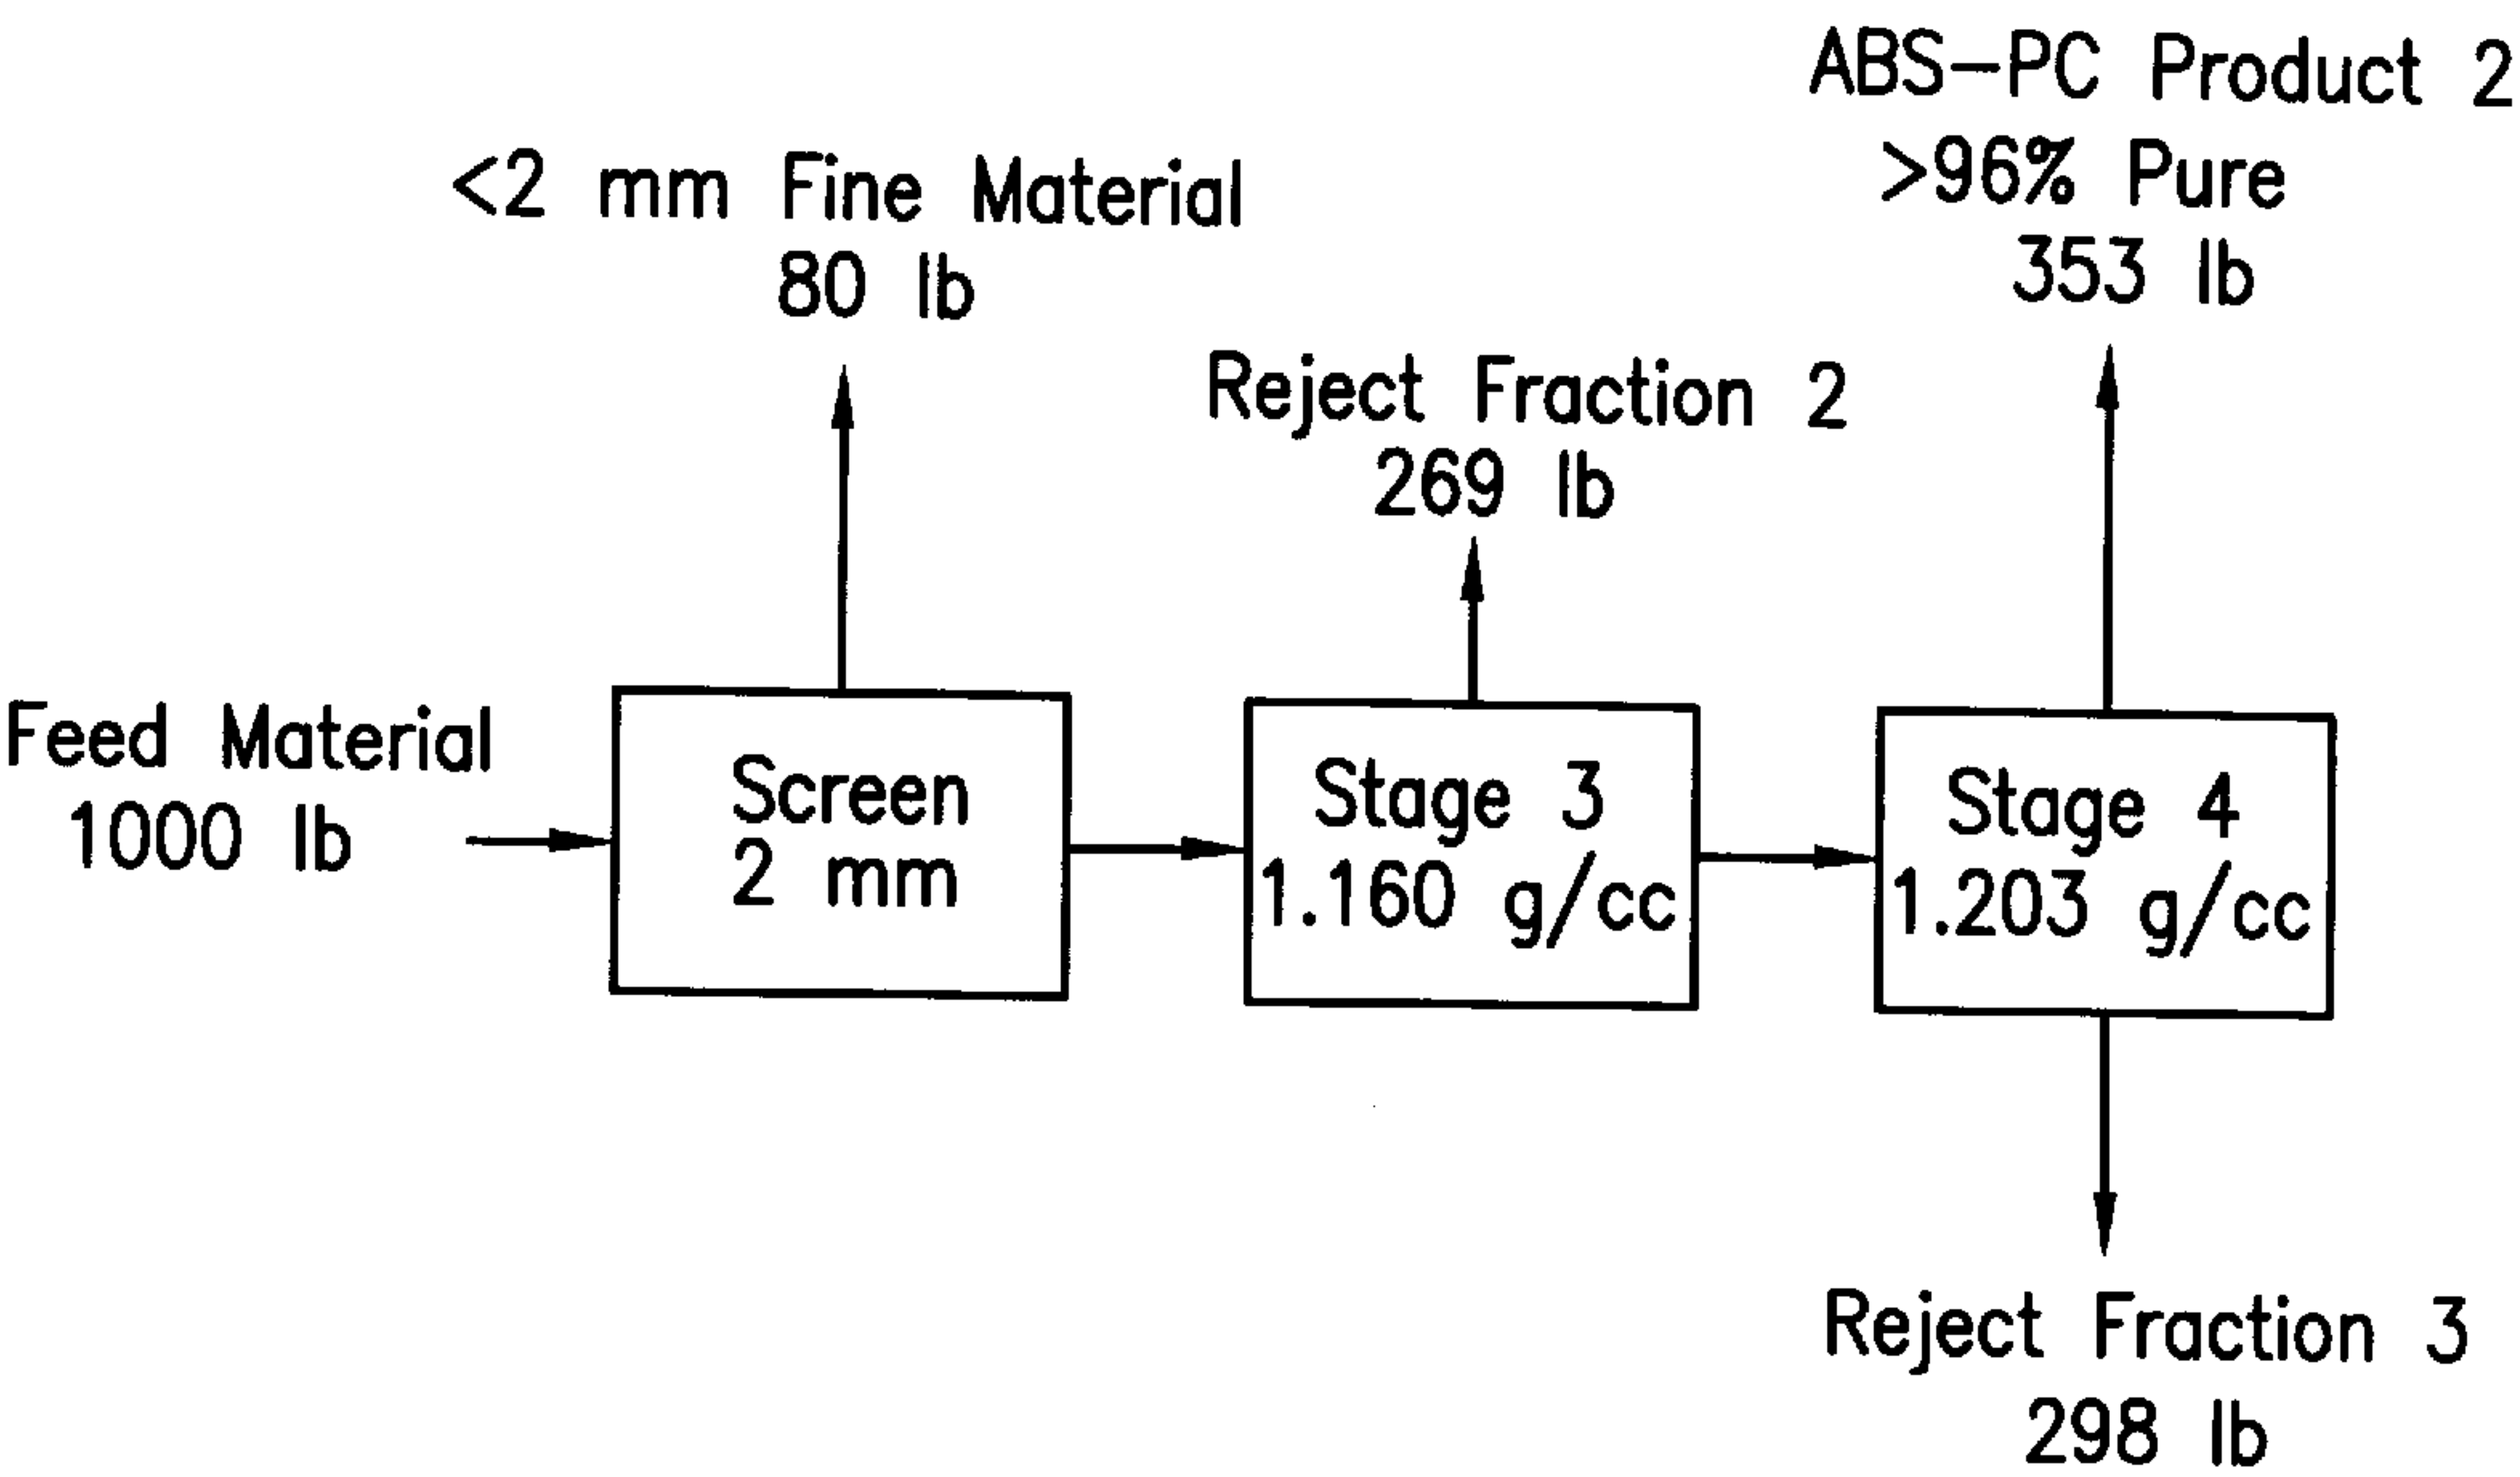 ABS-PC Product 2
>96% Pure
353 lb
<2 mm Fine Material
80 lb
Reject Fraction 2
269 lb
Feed Material
1000 lb
Screen
2 mm
Stage 3
1.160 g/cc
Stage 4
1.203 g/cc
Reject Fraction 3
298 lb